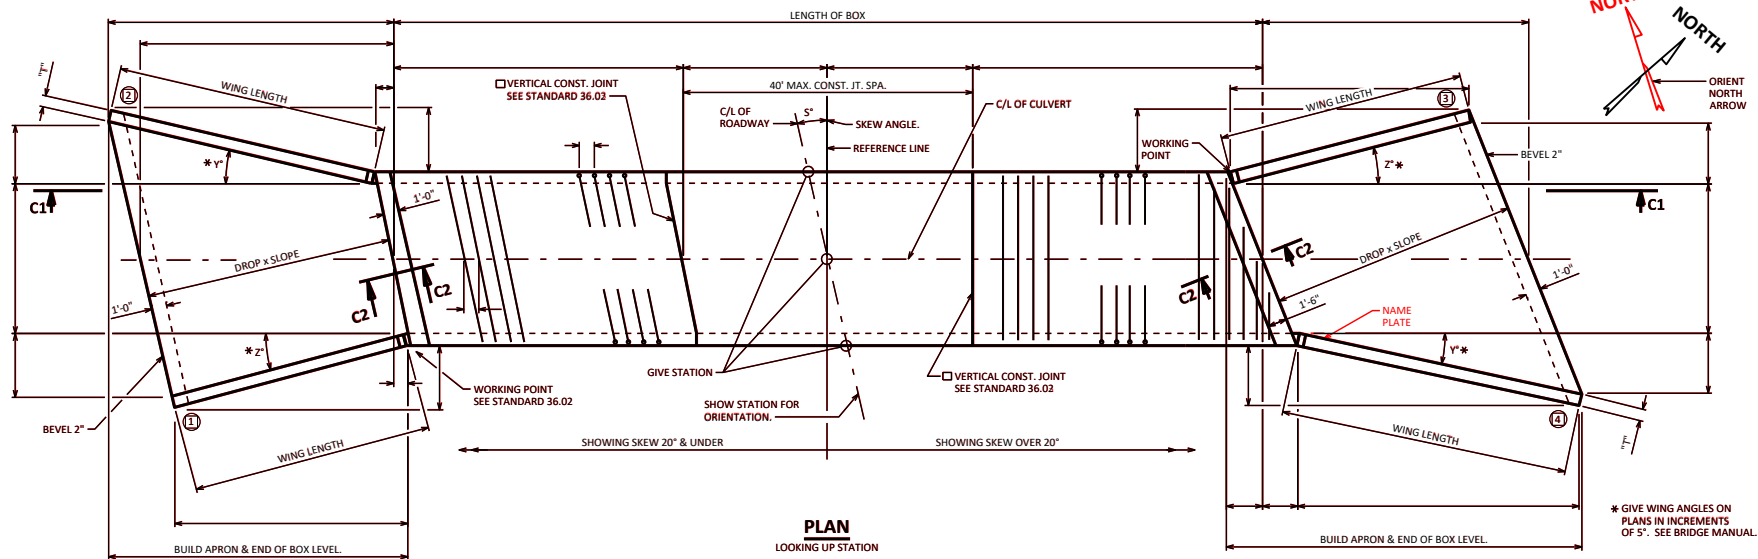 LENGTH OF BOX
NORTH
NORTH
ORIENT
NORTH
ARROW
"T"
2
WING LENGTH
VERTICAL CONST. JOINT
SEE STANDARD 36.02
40' MAX. CONST. JT. SPA.
C/L OF
ROADWAY
S°
SKEW ANGLE.
REFERENCE LINE
C/L OF CULVERT
WORKING
POINT
WING LENGTH
3
BEVEL 2"
* Y°
Z° *
C1
C1
1'-0"
DROP x SLOPE
DROP x SLOPE
C2
C2
C2
C2
1'-0"
1'-0"
1'-6"
NAME
PLATE
* Z°
Y° *
GIVE STATION
WORKING POINT
SEE STANDARD 36.02
VERTICAL CONST. JOINT
SEE STANDARD 36.02
SHOW STATION FOR
ORIENTATION.
BEVEL 2"
1
4
WING LENGTH
WING LENGTH
"T"
SHOWING SKEW 20° & UNDER
SHOWING SKEW OVER 20°
PLAN
LOOKING UP STATION
BUILD APRON & END OF BOX LEVEL.
BUILD APRON & END OF BOX LEVEL.
* GIVE WING ANGLES ON
PLANS IN INCREMENTS
OF 5°. SEE BRIDGE MANUAL.